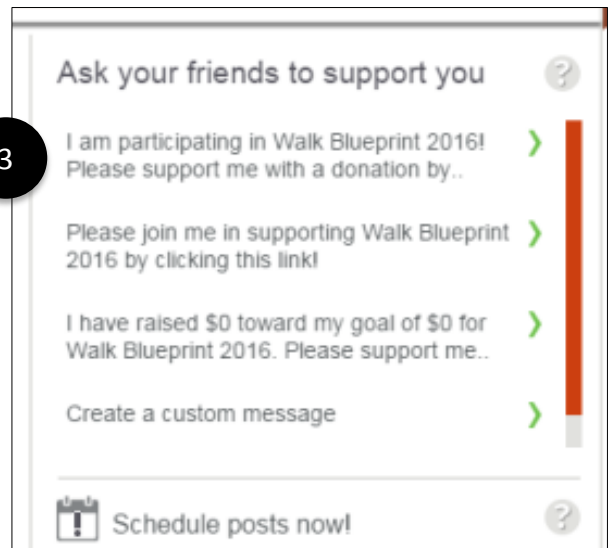 Ask your friends to support you ?
3
I am participating in Walk Blueprint 2016!
Please support me with a donation by..
Please join me in supporting Walk Blueprint
2016 by clicking this link!
I have raised $0 toward my goal of $0 for
Walk Blueprint 2016. Please support me..
Create a custom message
Schedule posts now! ?